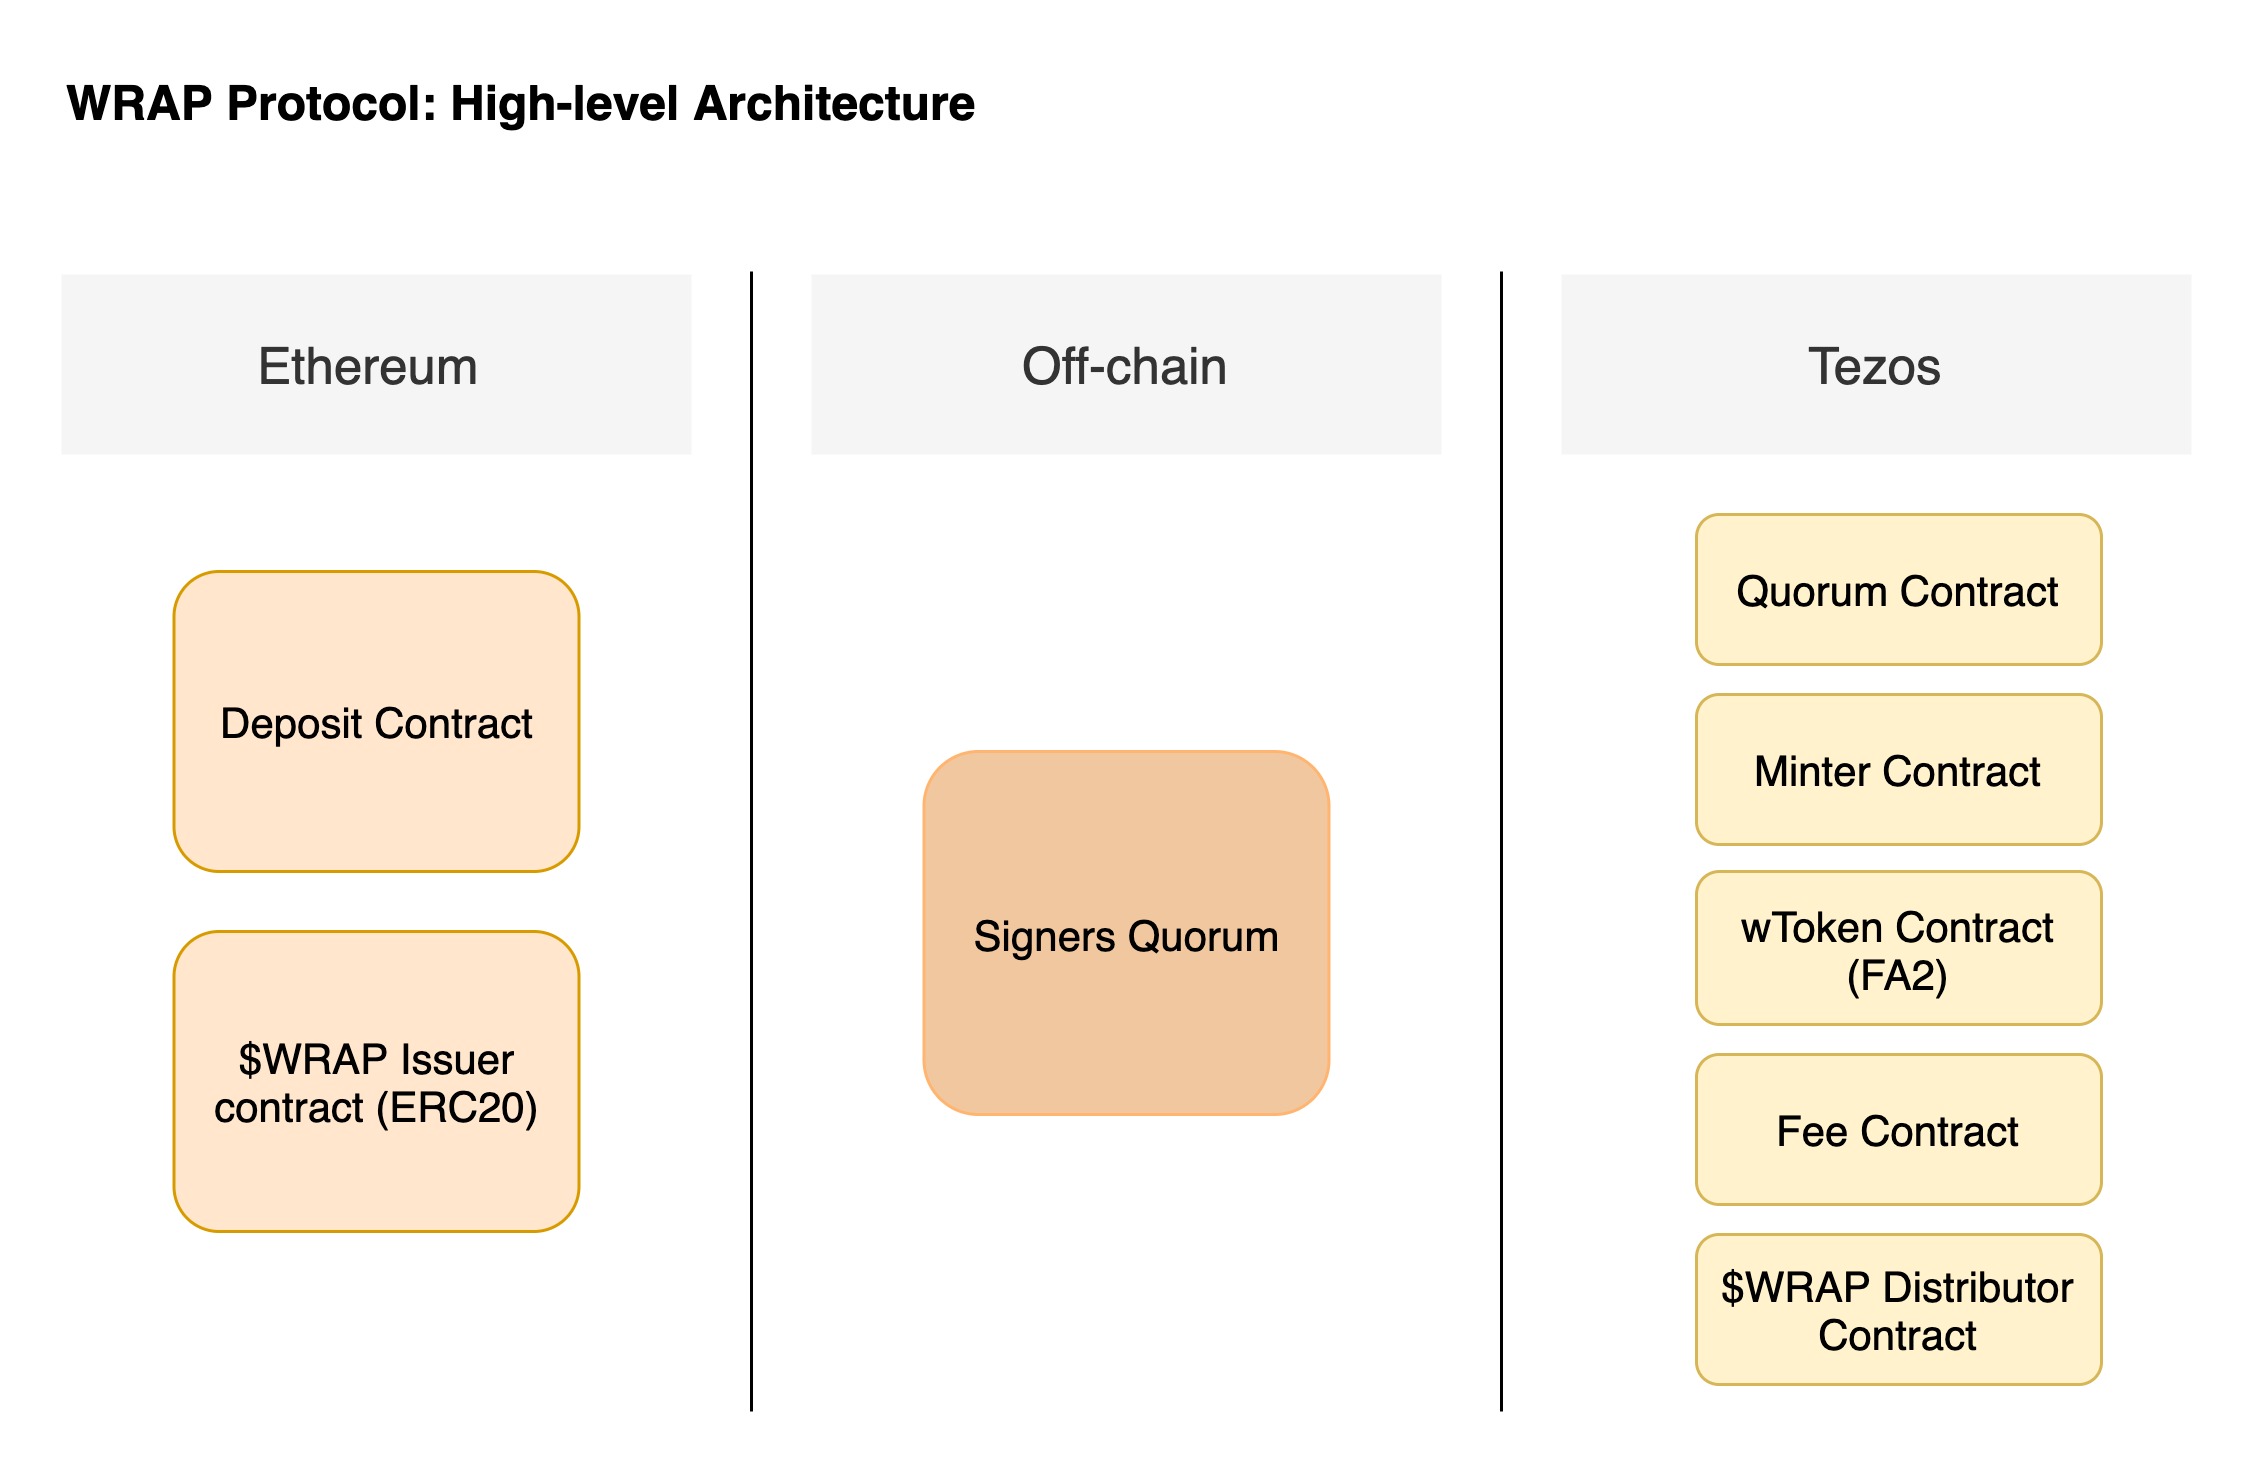 WRAP Protocol: High-level Architecture
Ethereum
Off-chain
Tezos
Deposit Contract
$WRAP Issuer
contract (ERC20)
Signers Quorum
Quorum Contract
Minter Contract
wToken Contract
(FA2)
Fee Contract
$WRAP Distributor
Contract